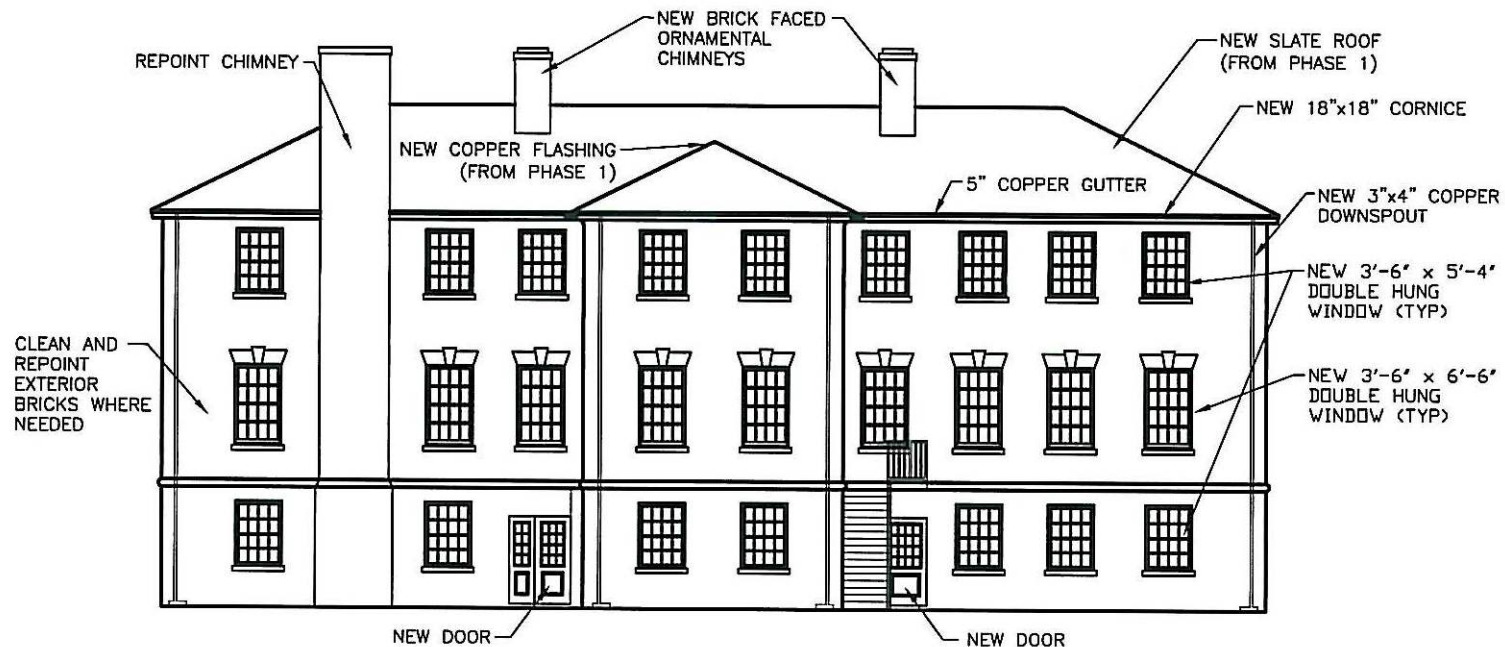 NEW BRICK FACED
ORNAMENTAL
CHIMNEYS
REPOINT CHIMNEY
NEW SLATE ROOF
(FROM PHASE 1)
NEW 18"x18" CORNICE
NEW COPPER FLASHING
(FROM PHASE 1)
5" COPPER GUTTER
NEW 3"x4" COPPER
DOWNSPOUT
NEW 3'-6" x 5'-4"
DOUBLE HUNG
WINDOW (TYP)
CLEAN AND
REPOINT
EXTERIOR
BRICKS WHERE
NEEDED
NEW 3'-6" x 6'-6"
DOUBLE HUNG
WINDOW (TYP)
NEW DOOR
NEW DOOR